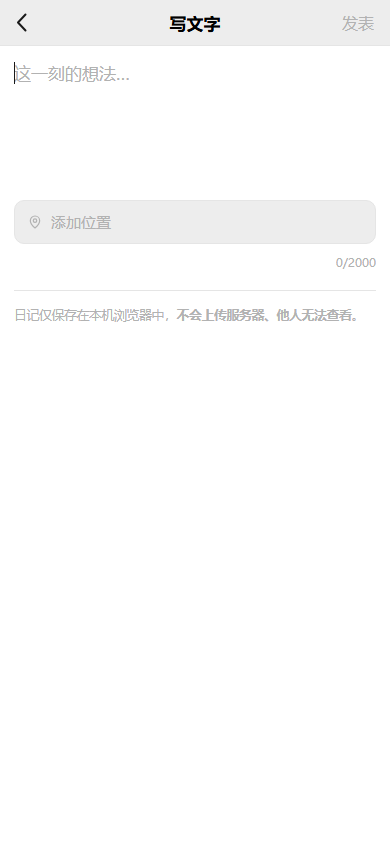 写文字
发表
这一刻的想法...
添加位置
0/2000
日记仅保存在本机浏览器中，不会上传服务器、他人无法查看。